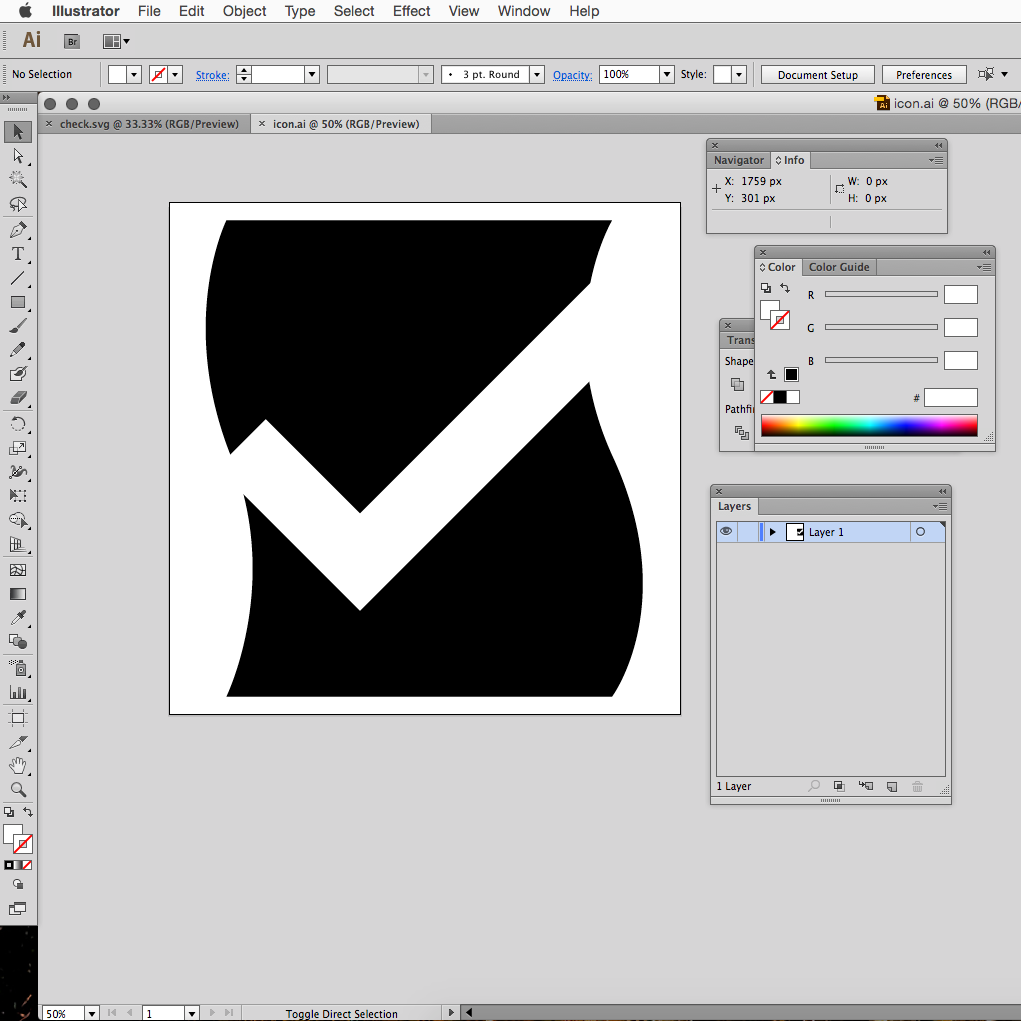 Illustrator File Edit Object Type Select Effect View Window Help
Ai Br
No Selection Stroke: • 3 pt. Round Opacity: 100% Style: Document Setup Preferences
icon.ai @ 50% (RGB/
× check.svg @ 33.33% (RGB/Preview) × icon.ai @ 50% (RGB/Preview)
Navigator Info
X: 1759 px W: 0 px
Y: 301 px H: 0 px
Color Color Guide
R
G
B
#
Trans
Shape
Pathfi
Layers
Layer 1
1 Layer
50% 1 Toggle Direct Selection